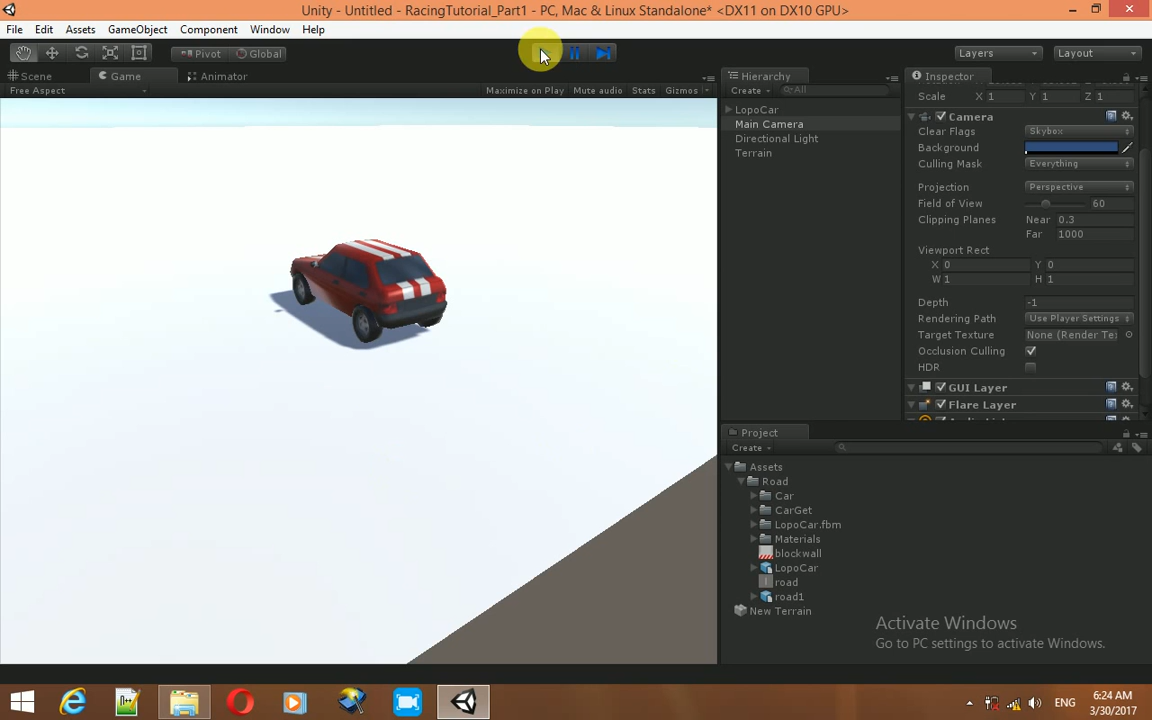 Unity - Untitled - RacingTutorial_Part1 - PC, Mac & Linux Standalone* <DX11 on DX10 GPU>
File Edit Assets GameObject Component Window Help
Pivot Global Layers Layout
Scene Game Animator
Free Aspect Maximize on Play Mute audio Stats Gizmos
Hierarchy
Create All
LopoCar
Main Camera
Directional Light
Terrain
Inspector
Scale X 1 Y 1 Z 1
Camera
Clear Flags Skybox
Background
Culling Mask Everything
Projection Perspective
Field of View 60
Clipping Planes Near 0.3
Far 1000
Viewport Rect
X 0 Y 0
W 1 H 1
Depth -1
Rendering Path Use Player Settings
Target Texture None (Render Te
Occlusion Culling
HDR
GUI Layer
Flare Layer
Project
Create
Assets
Road
Car
CarGet
LopoCar.fbm
Materials
blockwall
LopoCar
road
road1
New Terrain
Activate Windows
Go to PC settings to activate Windows.
ENG
6:24 AM
3/30/2017